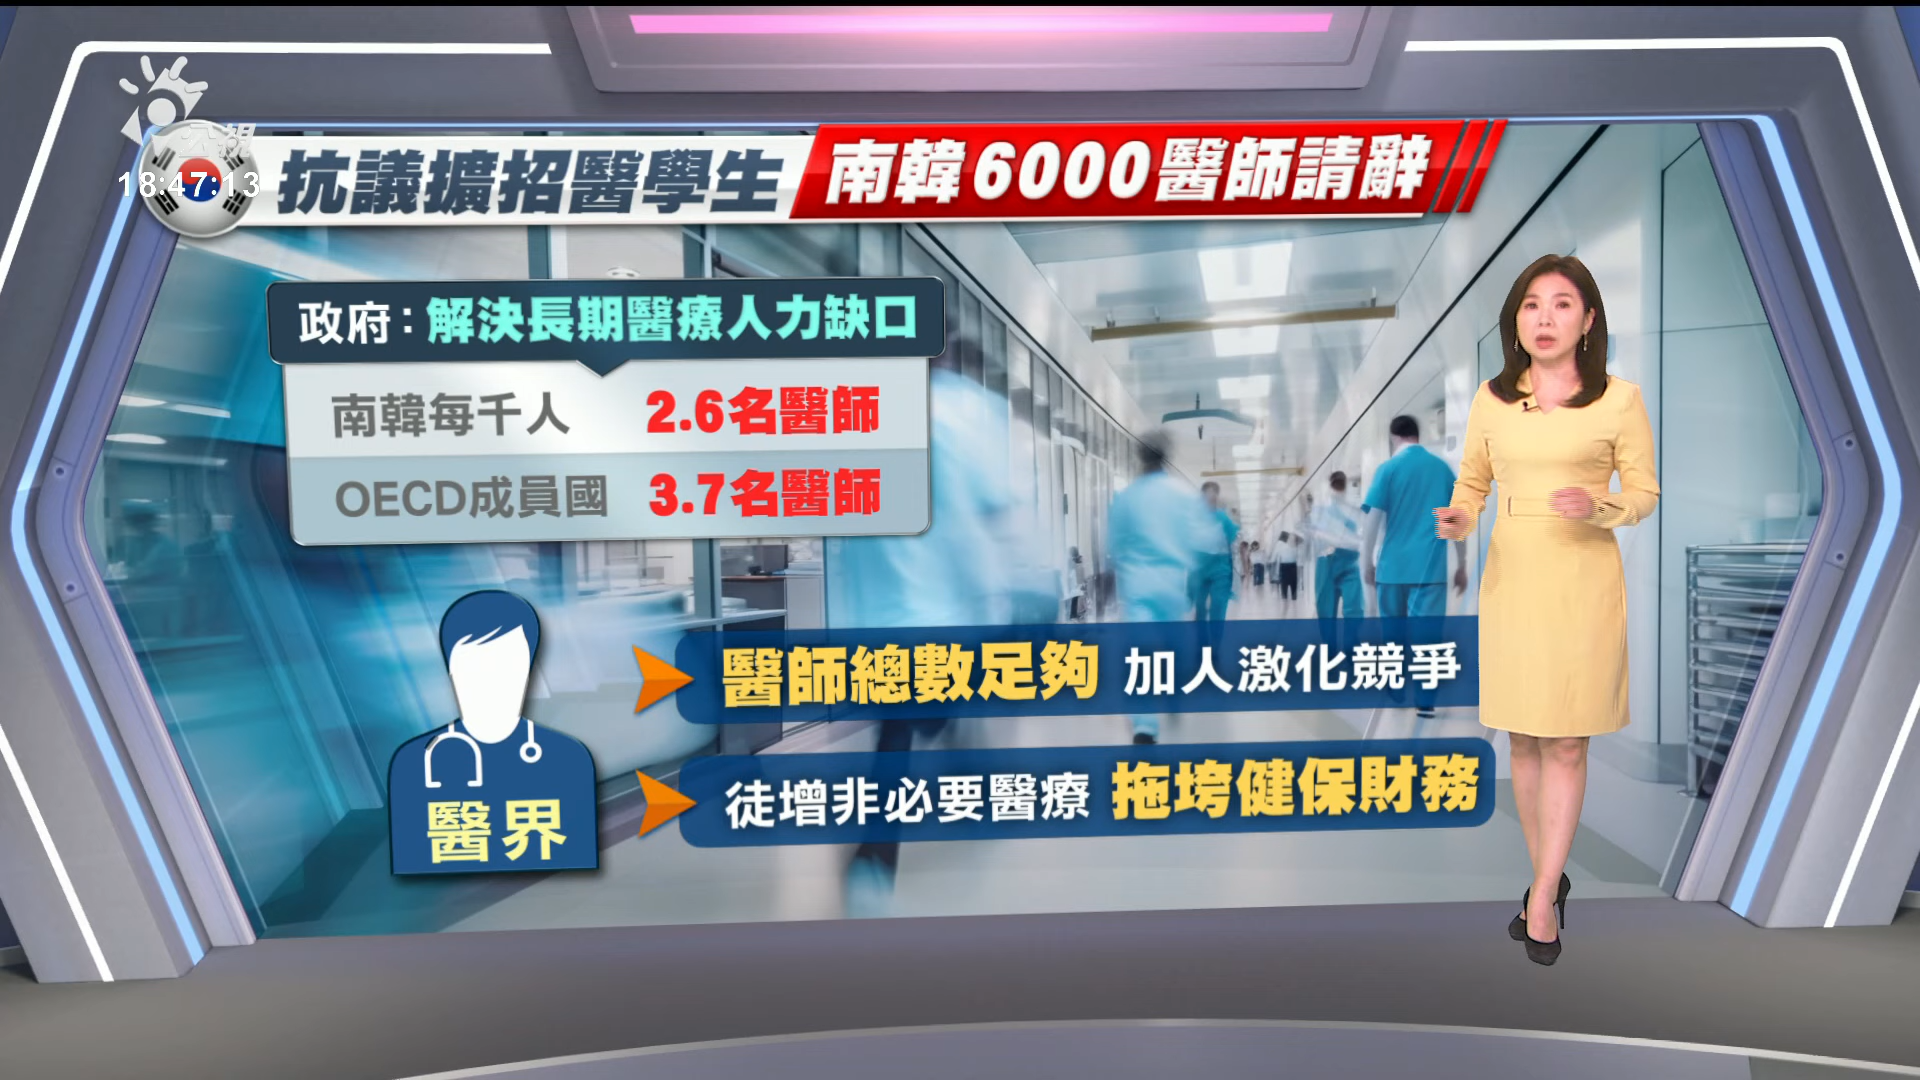 公視
18:47:13
抗議擴招醫學生 南韓6000醫師請辭
政府：解決長期醫療人力缺口
南韓每千人 2.6名醫師
OECD成員國 3.7名醫師
醫師總數足夠 加人激化競爭
徒增非必要醫療 拖垮健保財務
醫界